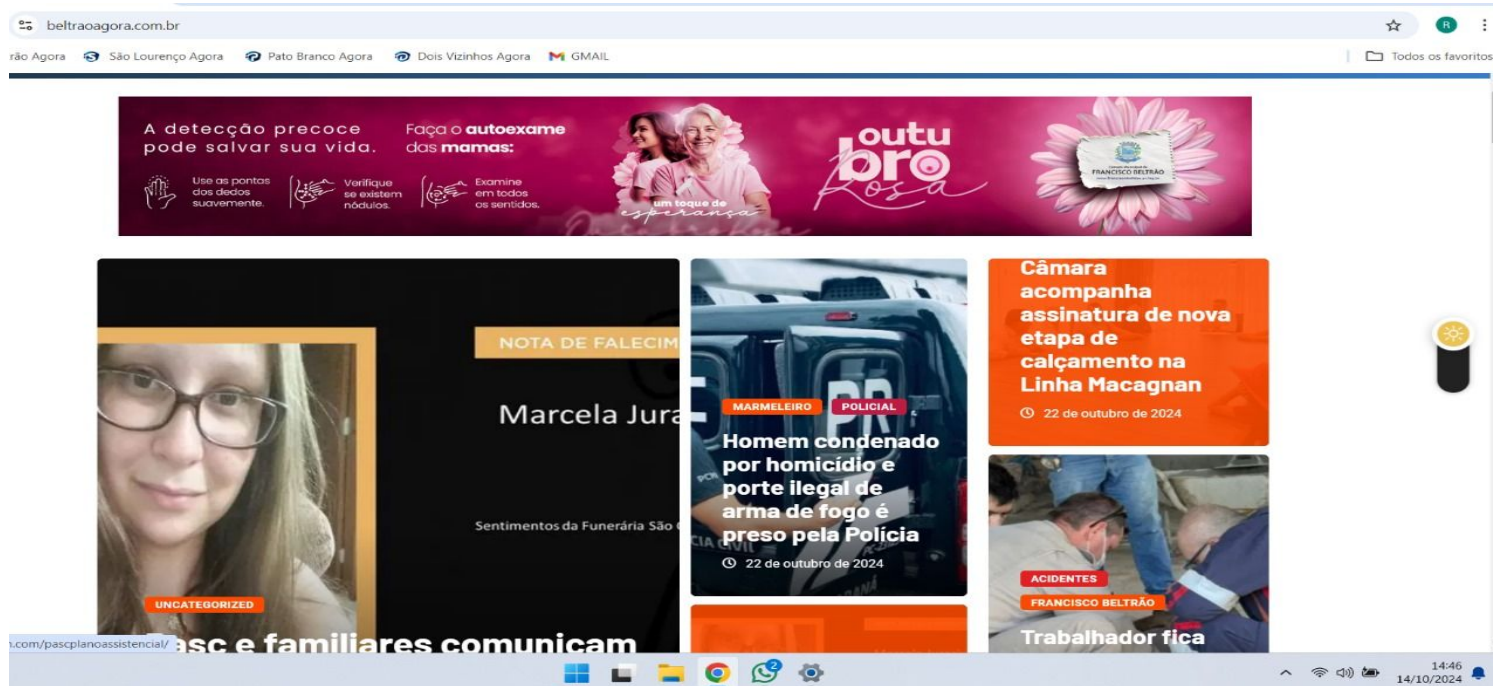 beltraoagora.com.br
R
rão Agora
São Lourenço Agora
Pato Branco Agora
Dois Vizinhos Agora
GMAIL
Todos os favoritos
A detecção precoce
pode salvar sua vida.
Faça o autoexame
das mamas:
Use as pontas
dos dedos
suavemente.
Verifique
se existem
nódulos.
Examine
em todos
os sentidos.
um toque de
esperança
outu
bro
Rosa
FRANCISCO BELTRÃO
NOTA DE FALECIM
Marcela Jura
Sentimentos da Funerária São
UNCATEGORIZED
asc e familiares comunicam
n.com/pascplanoassistencial/
PR
MARMELEIRO
POLICIAL
Homem condenado
por homicídio e
porte ilegal de
arma de fogo é
preso pela Polícia
22 de outubro de 2024
Câmara
acompanha
assinatura de nova
etapa de
calçamento na
Linha Macagnan
22 de outubro de 2024
ACIDENTES
FRANCISCO BELTRÃO
Trabalhador fica
2
14:46
14/10/2024